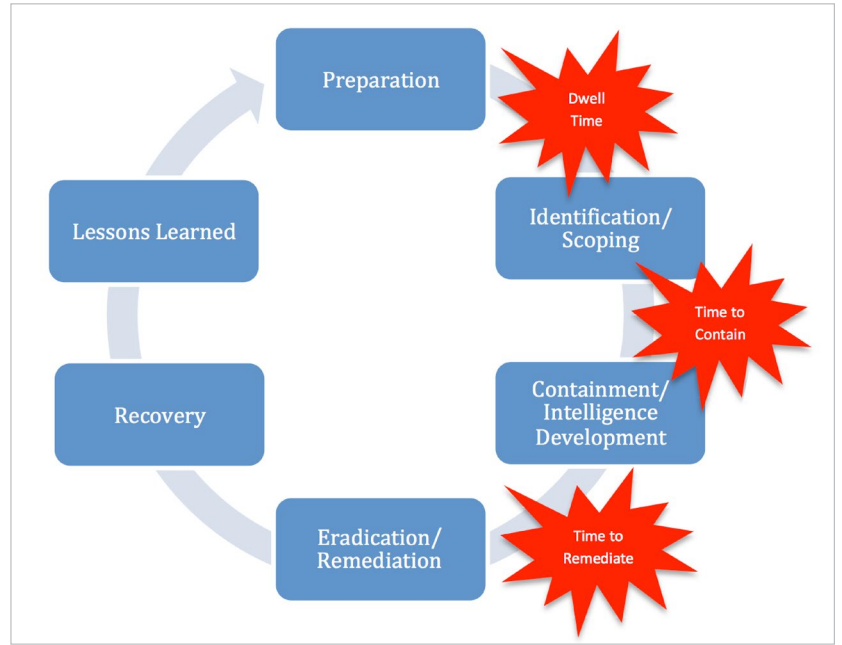 Preparation
Dwell
Time
Identification/
Scoping
Time to
Contain
Containment/
Intelligence
Development
Time to
Remediate
Eradication/
Remediation
Recovery
Lessons Learned